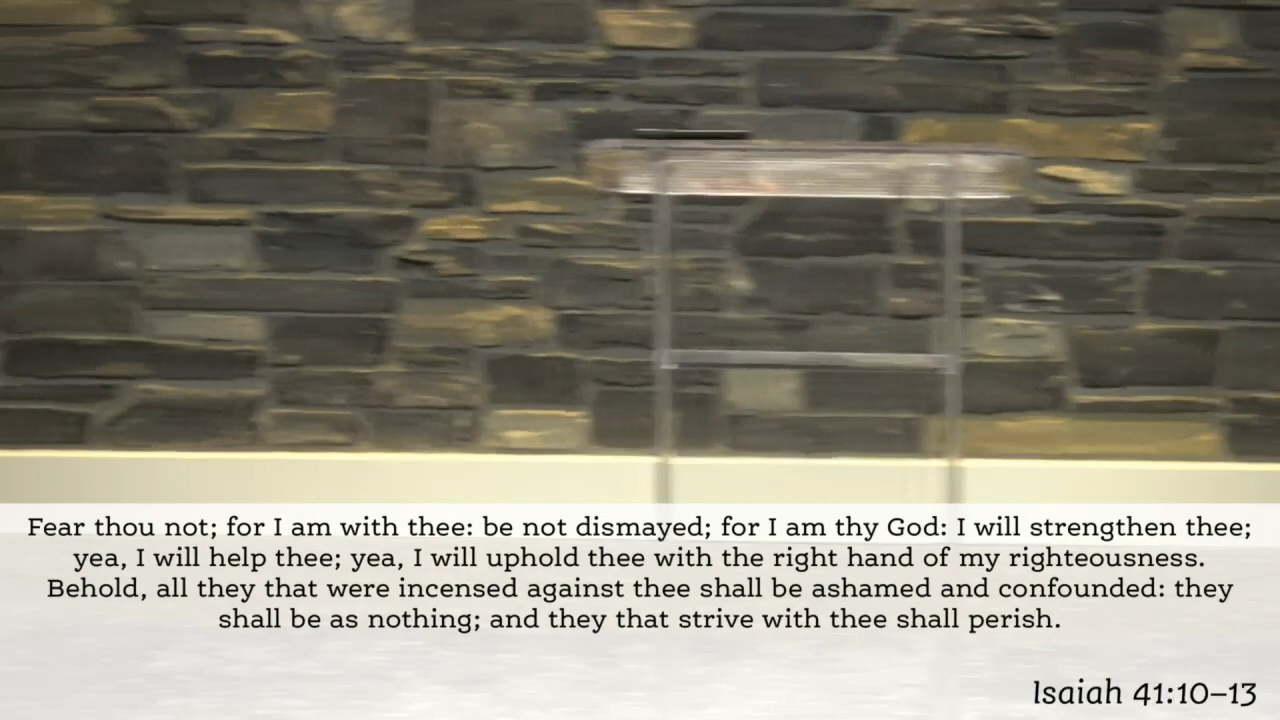 Fear thou not; for I am with thee: be not dismayed; for I am thy God: I will strengthen thee;
yea, I will help thee; yea, I will uphold thee with the right hand of my righteousness.
Behold, all they that were incensed against thee shall be ashamed and confounded: they
shall be as nothing; and they that strive with thee shall perish.
Isaiah 41:10–13